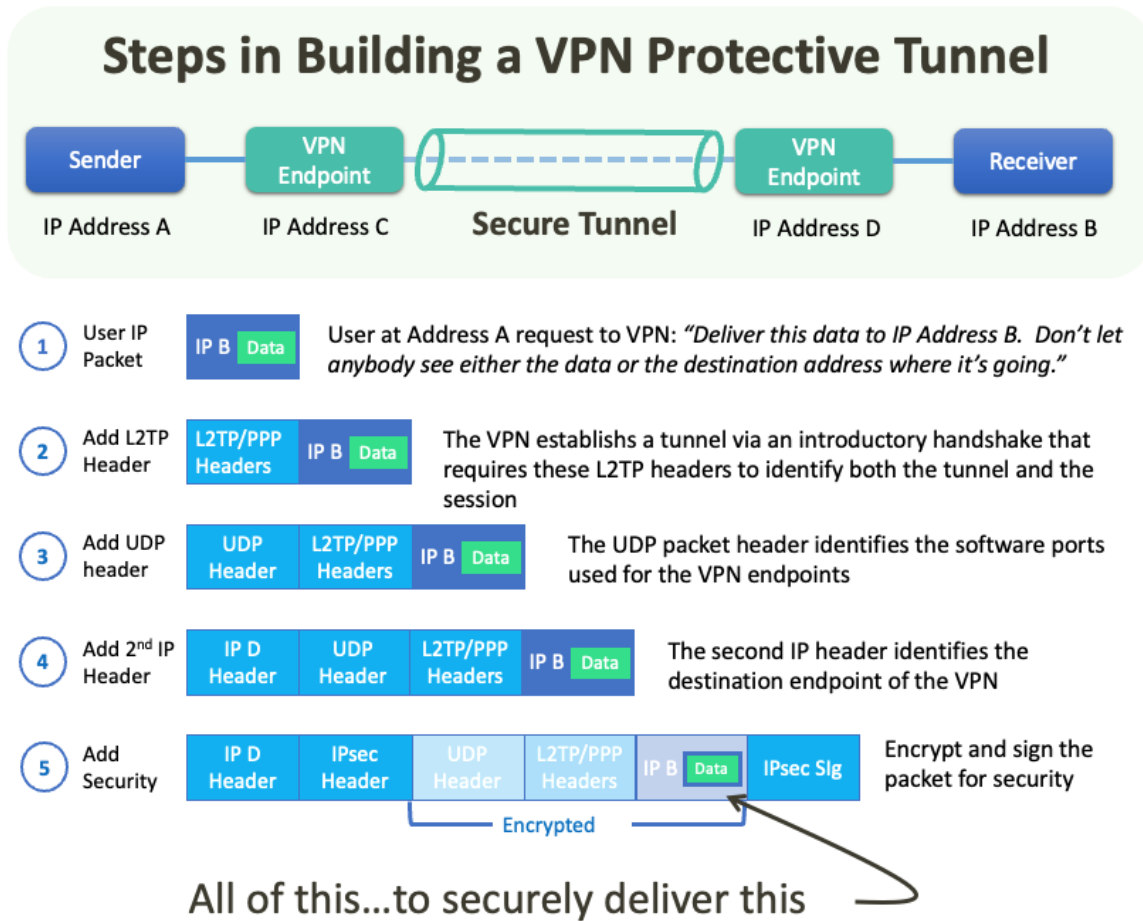 Steps in Building a VPN Protective Tunnel
Sender
VPN
Endpoint
VPN
Endpoint
Receiver
IP Address A
IP Address C
Secure Tunnel
IP Address D
IP Address B
1
User IP
Packet
IP B
Data
User at Address A request to VPN: “Deliver this data to IP Address B. Don’t let
anybody see either the data or the destination address where it’s going.”
2
Add L2TP
Header
L2TP/PPP
Headers
IP B
Data
The VPN establishs a tunnel via an introductory handshake that
requires these L2TP headers to identify both the tunnel and the
session
3
Add UDP
header
UDP
Header
L2TP/PPP
Headers
IP B
Data
The UDP packet header identifies the software ports
used for the VPN endpoints
4
Add 2nd IP
Header
IP D
Header
UDP
Header
L2TP/PPP
Headers
IP B
Data
The second IP header identifies the
destination endpoint of the VPN
5
Add
Security
IP D
Header
IPsec
Header
UDP
Header
L2TP/PPP
Headers
IP B
Data
IPsec SIg
Encrypt and sign the
packet for security
Encrypted
All of this...to securely deliver this